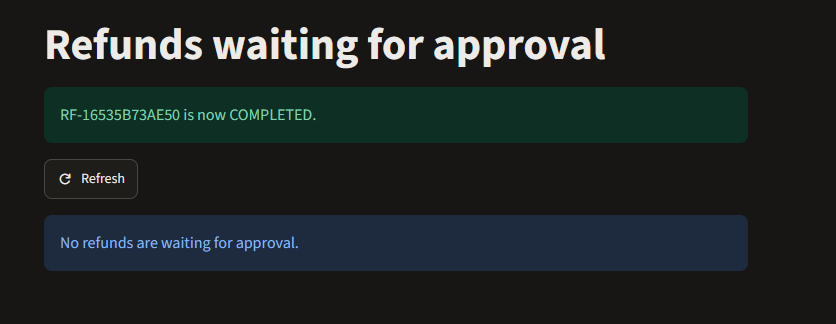 Refunds waiting for approval
RF-16535B73AE50 is now COMPLETED.
Refresh
No refunds are waiting for approval.